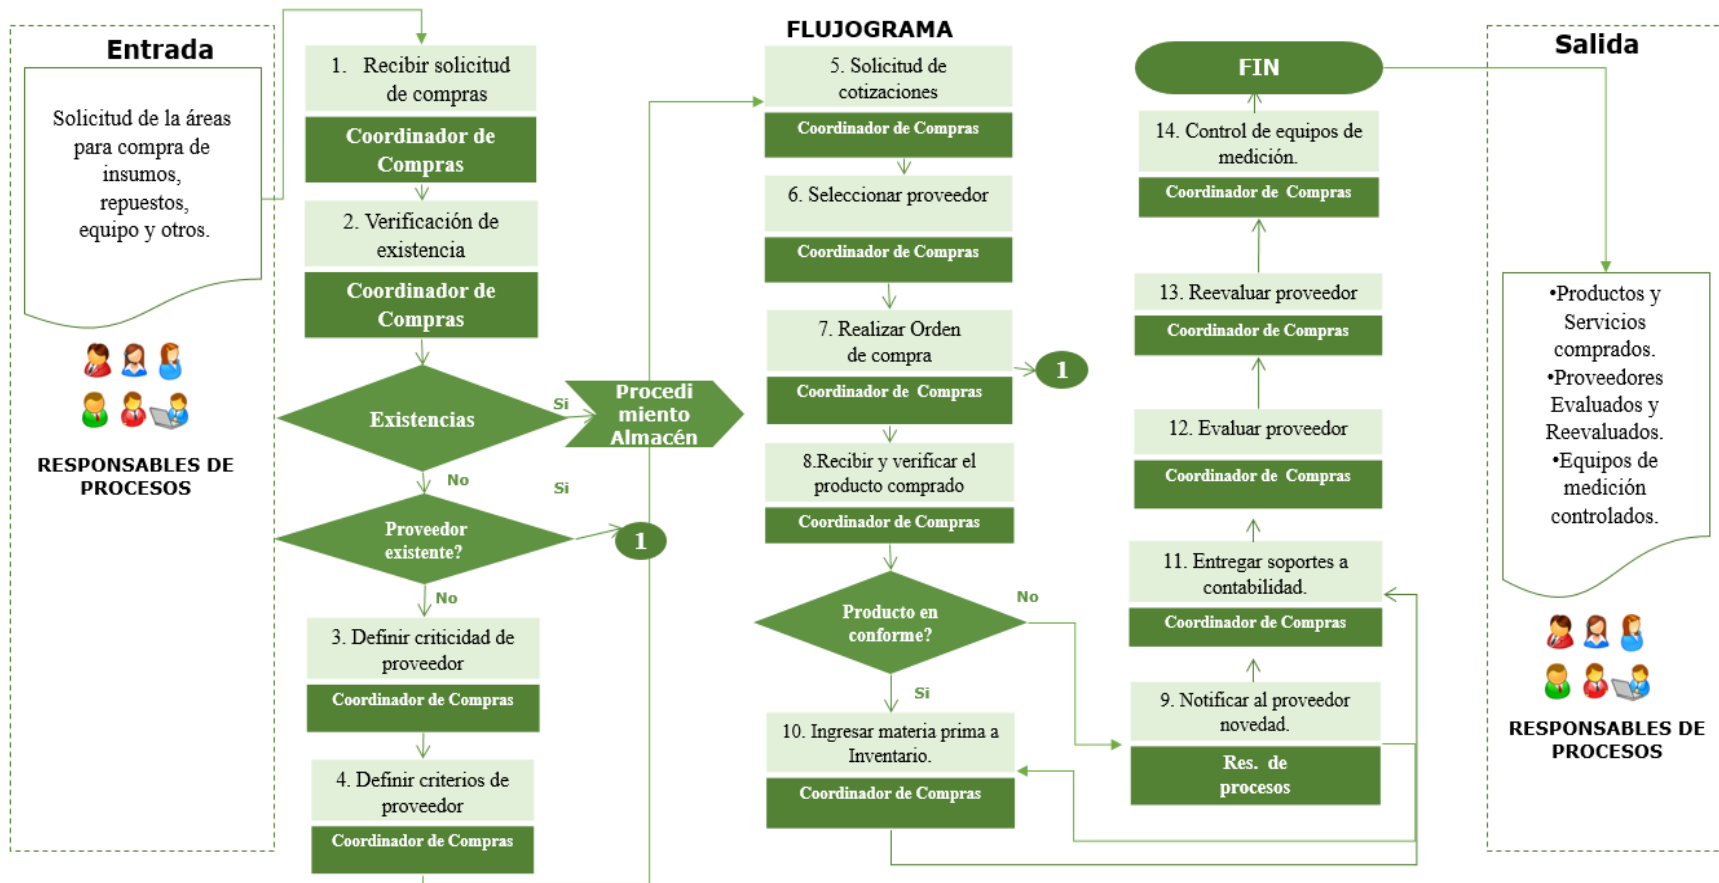 Entrada
Solicitud de la áreas
para compra de
insumos,
repuestos,
equipo y otros.
RESPONSABLES DE
PROCESOS
1. Recibir solicitud
de compras
Coordinador de
Compras
2. Verificación de
existencia
Coordinador de
Compras
Existencias
Si
Procedi
miento
Almacén
No
Si
Proveedor
existente?
1
No
3. Definir criticidad de
proveedor
Coordinador de Compras
4. Definir criterios de
proveedor
Coordinador de Compras
FLUJOGRAMA
5. Solicitud de
cotizaciones
Coordinador de Compras
6. Seleccionar proveedor
Coordinador de Compras
7. Realizar Orden
de compra
Coordinador de Compras
1
8.Recibir y verificar el
producto comprado
Coordinador de Compras
Producto en
conforme?
No
Si
10. Ingresar materia prima a
Inventario.
Coordinador de Compras
FIN
14. Control de equipos de
medición.
Coordinador de Compras
13. Reevaluar proveedor
Coordinador de Compras
12. Evaluar proveedor
Coordinador de Compras
11. Entregar soportes a
contabilidad.
Coordinador de Compras
9. Notificar al proveedor
novedad.
Res. de
procesos
Salida
•Productos y
Servicios
comprados.
•Proveedores
Evaluados y
Reevaluados.
•Equipos de
medición
controlados.
RESPONSABLES DE
PROCESOS